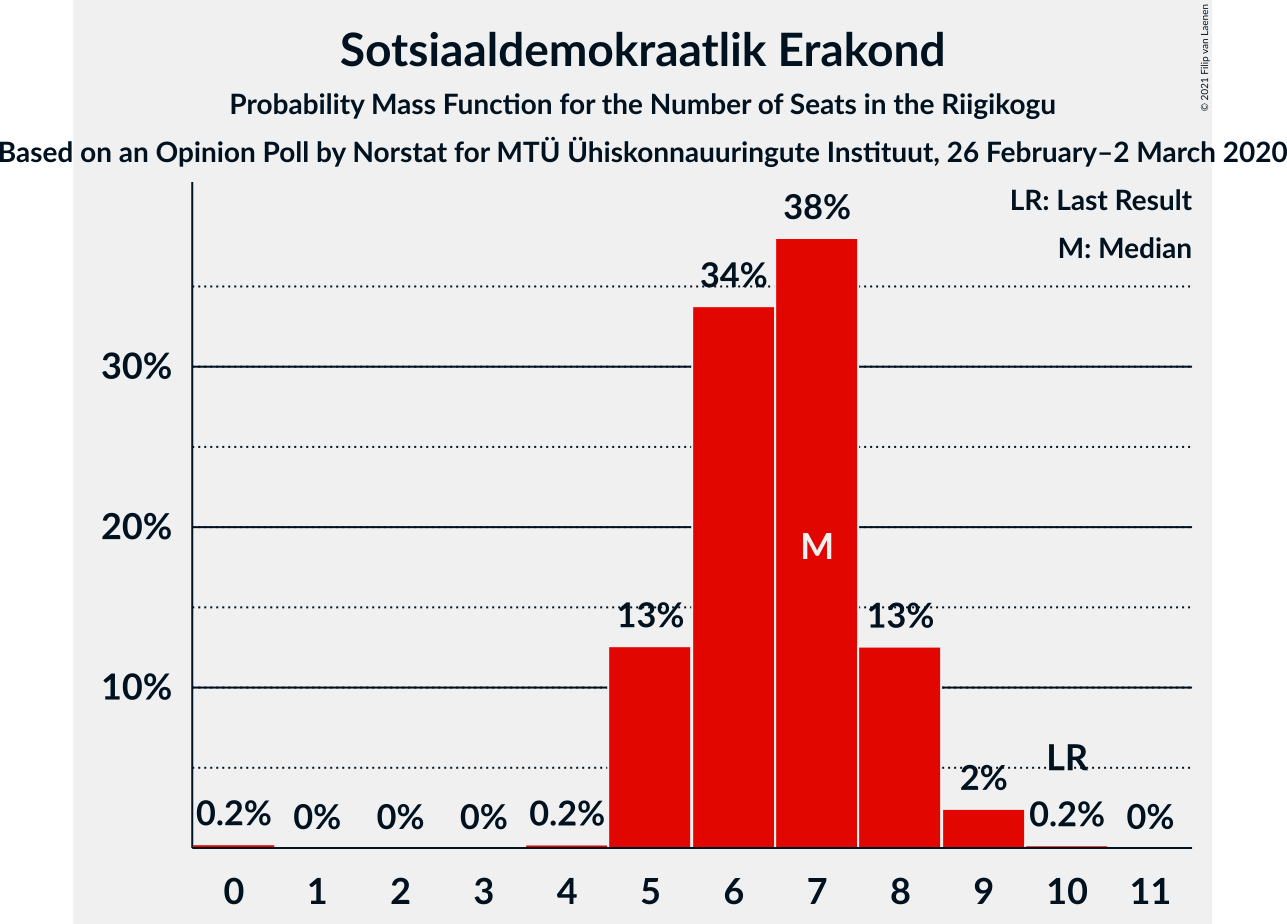 Sotsiaaldemokraatlik Erakond
Probability Mass Function for the Number of Seats in the Riigikogu
Based on an Opinion Poll by Norstat for MTÜ Ühiskonnauuringute Instituut, 26 February–2 March 2020
© 2021 Filip van Laenen
LR: Last Result
M: Median
38%
34%
30%
20%
M
13%
13%
10%
LR
2%
0.2% 0% 0% 0% 0.2% 0.2% 0%
0 1 2 3 4 5 6 7 8 9 10 11